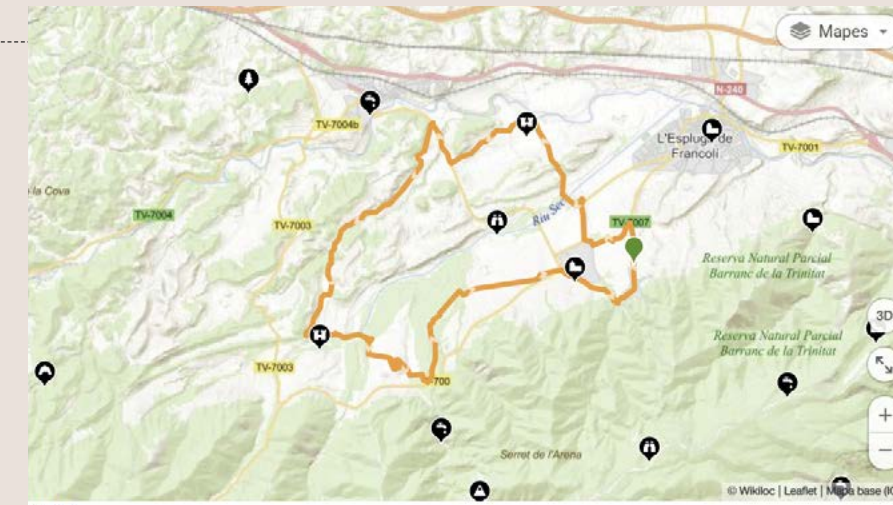 Mapes
N-240
TV-7004b
L'Espluga de
Francolí
TV-7001
la Cova
TV-7004
TV-7003
Riu Sec
TV-7007
Reserva Natural Parcial
Barranc de la Trinitat
3D
Reserva Natural Parcial
Barranc de la Trinitat
TV-7003
700
Serret de l'Arena
+
−
© Wikiloc | Leaflet | Mapa base